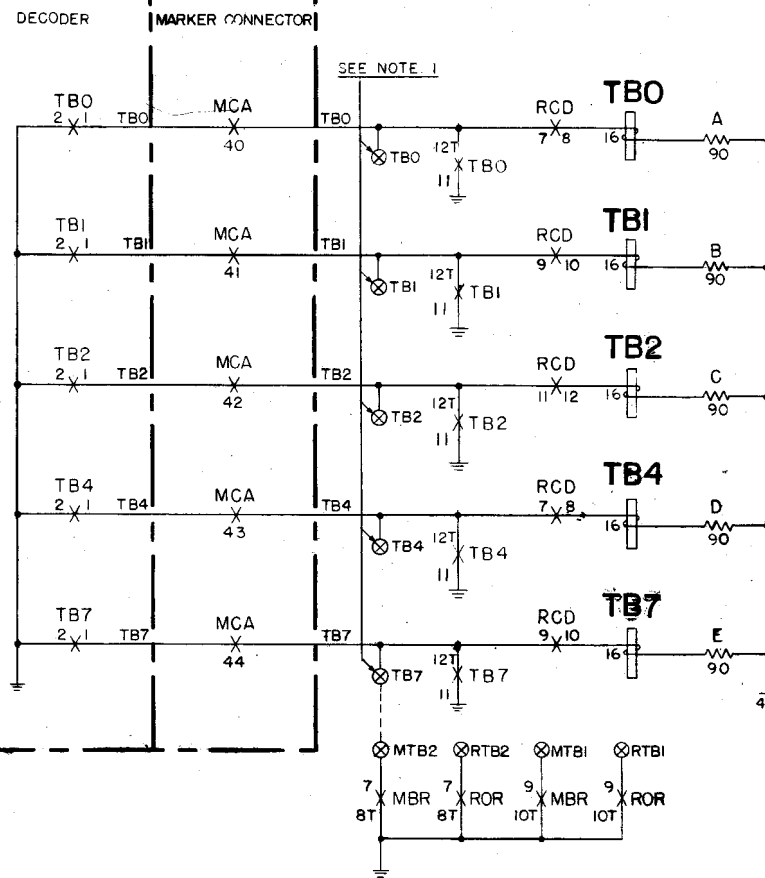 DECODER MARKER CONNECTOR
SEE NOTE 1
TB0 2 1 TB0 MCA 40 TB0 TB0 12T 11 TB0 RCD 7 8 TB0 16 A 90
TB1 2 1 TB1 MCA 41 TB1 TB1 12T 11 TB1 RCD 9 10 TB1 16 B 90
TB2 2 1 TB2 MCA 42 TB2 TB2 12T 11 TB2 RCD 11 12 TB2 16 C 90
TB4 2 1 TB4 MCA 43 TB4 TB4 12T 11 TB4 RCD 7 8 TB4 16 D 90
TB7 2 1 TB7 MCA 44 TB7 TB7 12T 11 TB7 RCD 9 10 TB7 16 E 90
4
MTB2 RTB2 MTB1 RTB1
7 MBR 8T 7 ROR 8T 9 MBR 10T 9 ROR 10T